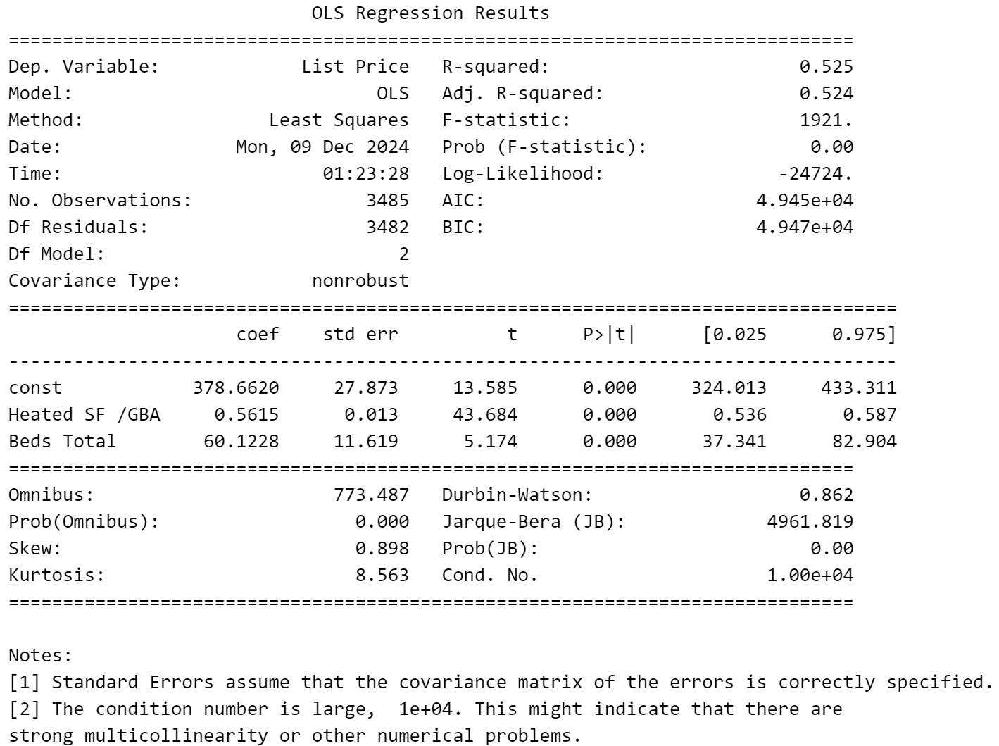 OLS Regression Results                            
==============================================================================
Dep. Variable:             List Price   R-squared:                       0.525
Model:                            OLS   Adj. R-squared:                  0.524
Method:                 Least Squares   F-statistic:                     1921.
Date:                Mon, 09 Dec 2024   Prob (F-statistic):               0.00
Time:                        01:23:28   Log-Likelihood:                -24724.
No. Observations:                3485   AIC:                         4.945e+04
Df Residuals:                    3482   BIC:                         4.947e+04
Df Model:                           2
Covariance Type:            nonrobust
==================================================================================
                     coef    std err          t      P>|t|      [0.025      0.975]
----------------------------------------------------------------------------------
const            378.6620     27.873     13.585      0.000     324.013     433.311
Heated SF /GBA     0.5615      0.013     43.684      0.000       0.536       0.587
Beds Total        60.1228     11.619      5.174      0.000      37.341      82.904
==============================================================================
Omnibus:                      773.487   Durbin-Watson:                   0.862
Prob(Omnibus):                  0.000   Jarque-Bera (JB):             4961.819
Skew:                           0.898   Prob(JB):                         0.00
Kurtosis:                       8.563   Cond. No.                     1.00e+04
==============================================================================

Notes:
[1] Standard Errors assume that the covariance matrix of the errors is correctly specified.
[2] The condition number is large,  1e+04. This might indicate that there are
strong multicollinearity or other numerical problems.